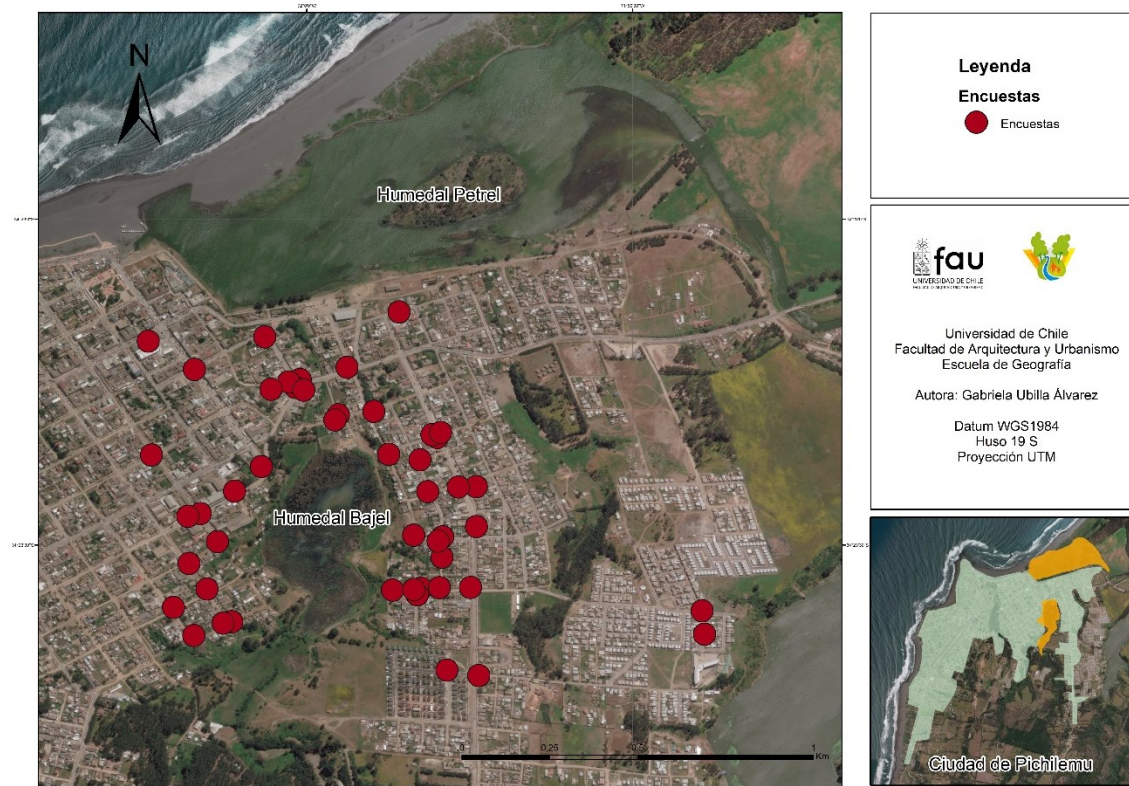 N
Humedal Petrel
Humedal Bajel
0
0,25
0,5
1
Km
Leyenda
Encuestas
Encuestas
fau
UNIVERSIDAD DE CHILE
Universidad de Chile
Facultad de Arquitectura y Urbanismo
Escuela de Geografía
Autora: Gabriela Ubilla Álvarez
Datum WGS1984
Huso 19 S
Proyección UTM
Ciudad de Pichilemu